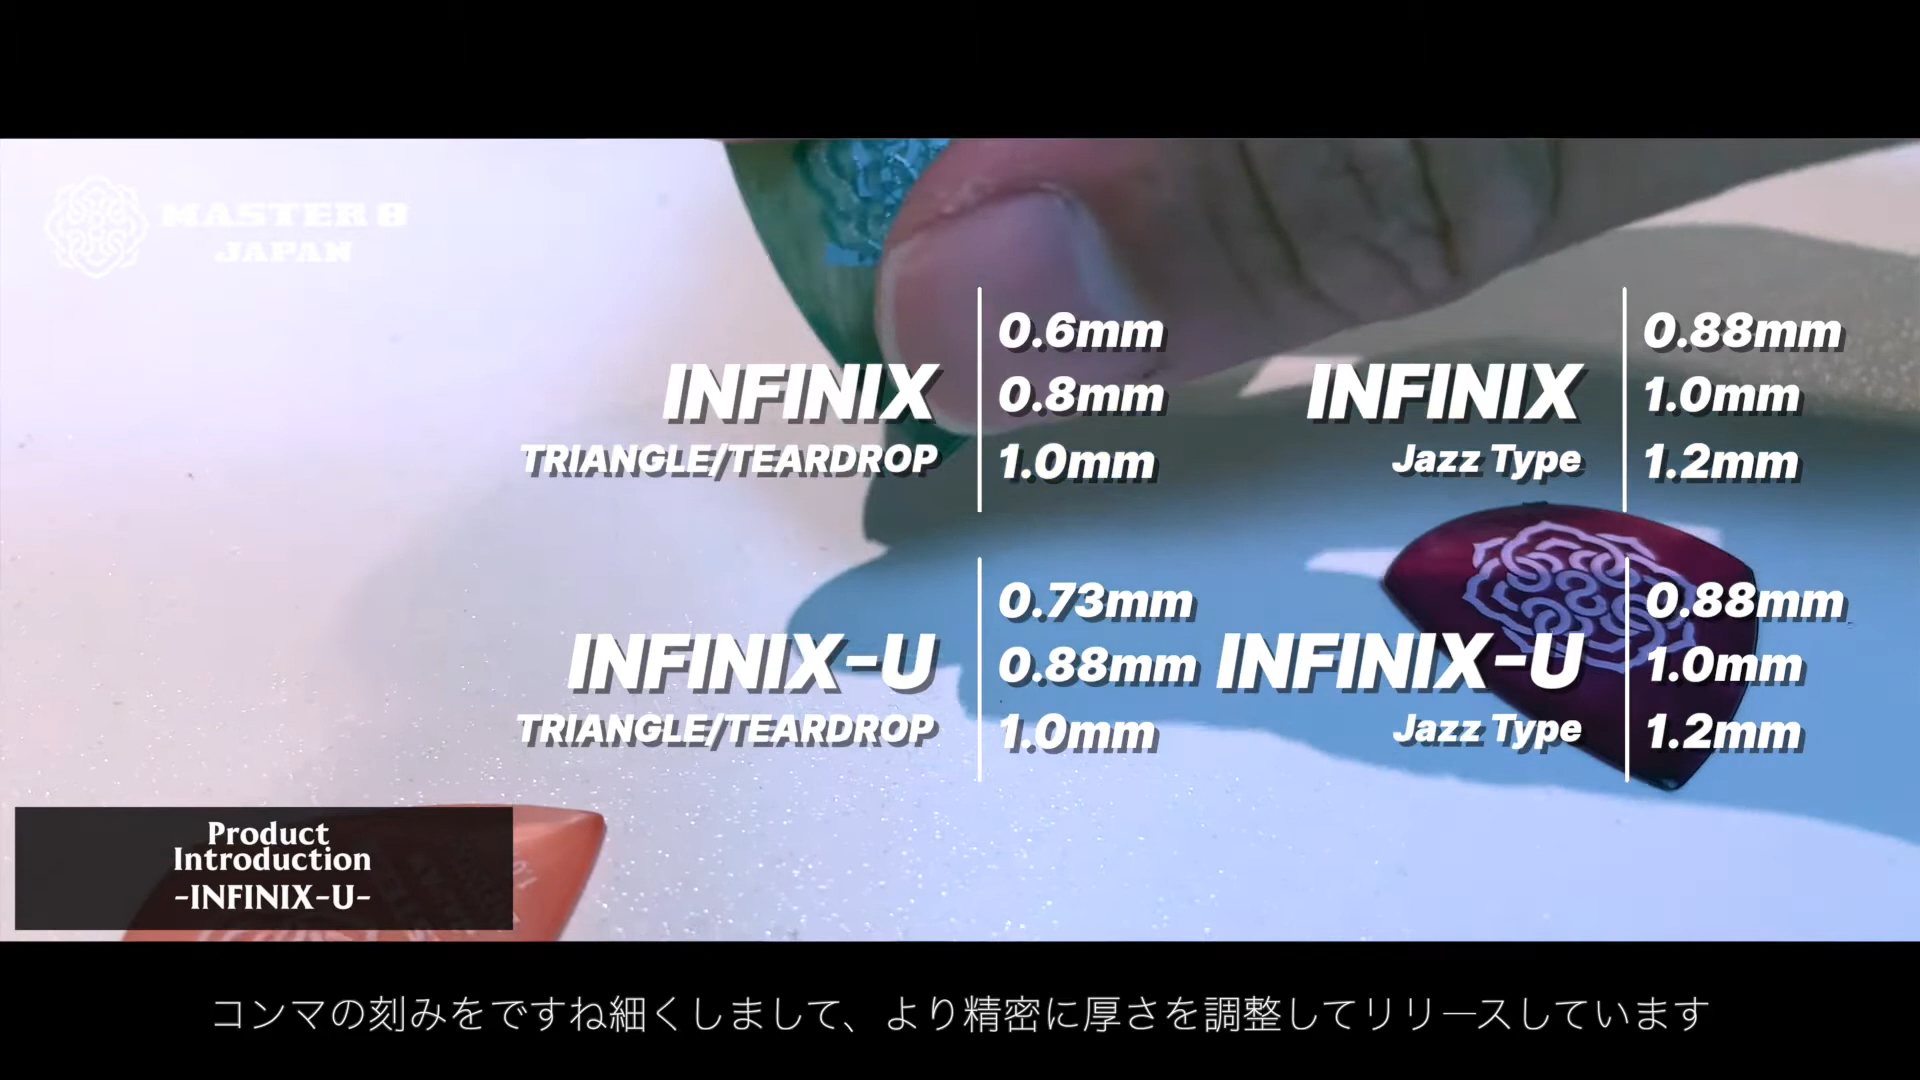 MASTER 8
JAPAN
INFINIX
TRIANGLE/TEARDROP
0.6mm
0.8mm
1.0mm
INFINIX
Jazz Type
0.88mm
1.0mm
1.2mm
INFINIX-U
TRIANGLE/TEARDROP
0.73mm
0.88mm
1.0mm
INFINIX-U
Jazz Type
0.88mm
1.0mm
1.2mm
Product
Introduction
-INFINIX-U-
コンマの刻みをですね細くしまして、より精密に厚さを調整してリリースしています